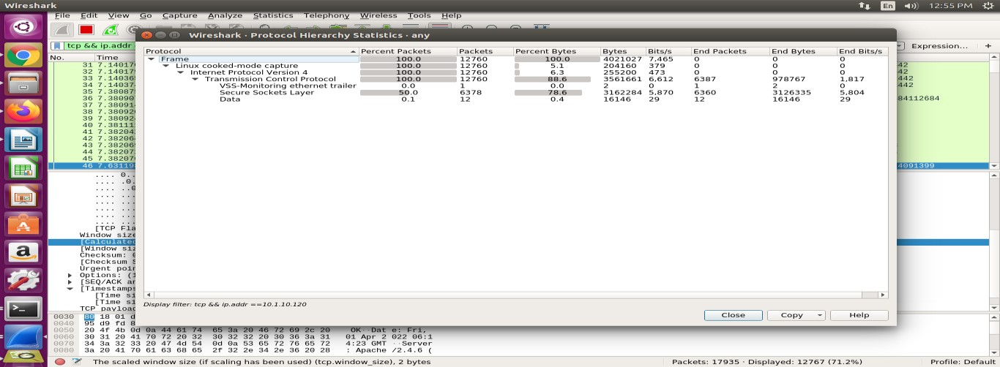 Wireshark En 12:55 PM
File Edit View Go Capture Analyze Statistics Telephony Wireless Tools Help
Wireshark · Protocol Hierarchy Statistics · any
tcp && ip.addr Expression... +
No. Time
Protocol Percent Packets Packets Percent Bytes Bytes Bits/s End Packets End Bytes End Bits/s
Frame 100.0 12760 100.0 4021027 7,465 0 0 0
Linux cooked-mode capture 100.0 12760 5.1 204160 379 0 0 0
Internet Protocol Version 4 100.0 12760 6.3 255200 473 0 0 0
Transmission Control Protocol 100.0 12760 88.6 3561661 6,612 6387 978767 1,817
VSS-Monitoring ethernet trailer 0.0 1 0.0 2 0 1 2 0
Secure Sockets Layer 50.0 6378 78.6 3162284 5,870 6360 3126335 5,804
Data 0.1 12 0.4 16146 29 12 16146 29
31 7.14017
32 7.14017
33 7.14036
34 7.14037
35 7.38087
36 7.38090
37 7.38091
38 7.38092
39 7.38092
40 7.38111
41 7.38204
42 7.38206
43 7.38206
44 7.38207
45 7.38207
46 7.63119
442
442
442
442
84112684
4091399
.... 0..
.... .0.
.... ..0
.... ...
.... ...
.... ...
.... ...
.... ...
[TCP Fla
Window size
[Calculated
[Window siz
Checksum: 0
[Checksum S
Urgent poin
Options: (1
[SEQ/ACK an
[Timestamps
[Time si
[Time si
TCP payloa
Display filter: tcp && ip.addr ==10.1.10.120
Close Copy Help
0030 80 18 01 d
0040 95 d9 fd 8
0050 20 4f 4b 0d 0a 44 61 74 65 3a 20 46 72 69 2c 20 OK··Dat e: Fri,
0060 30 31 20 41 70 72 20 32 30 32 32 20 30 36 3a 31 01 Apr 2 022 06:1
0070 34 3a 32 33 20 47 4d 54 0d 0a 53 65 72 76 65 72 4:23 GMT ··Server
0080 3a 20 41 70 61 63 68 65 2f 32 2e 34 2e 36 20 28 : Apache /2.4.6 (
The scaled window size (if scaling has been used) (tcp.window_size), 2 bytes Packets: 17935 · Displayed: 12767 (71.2%) Profile: Default